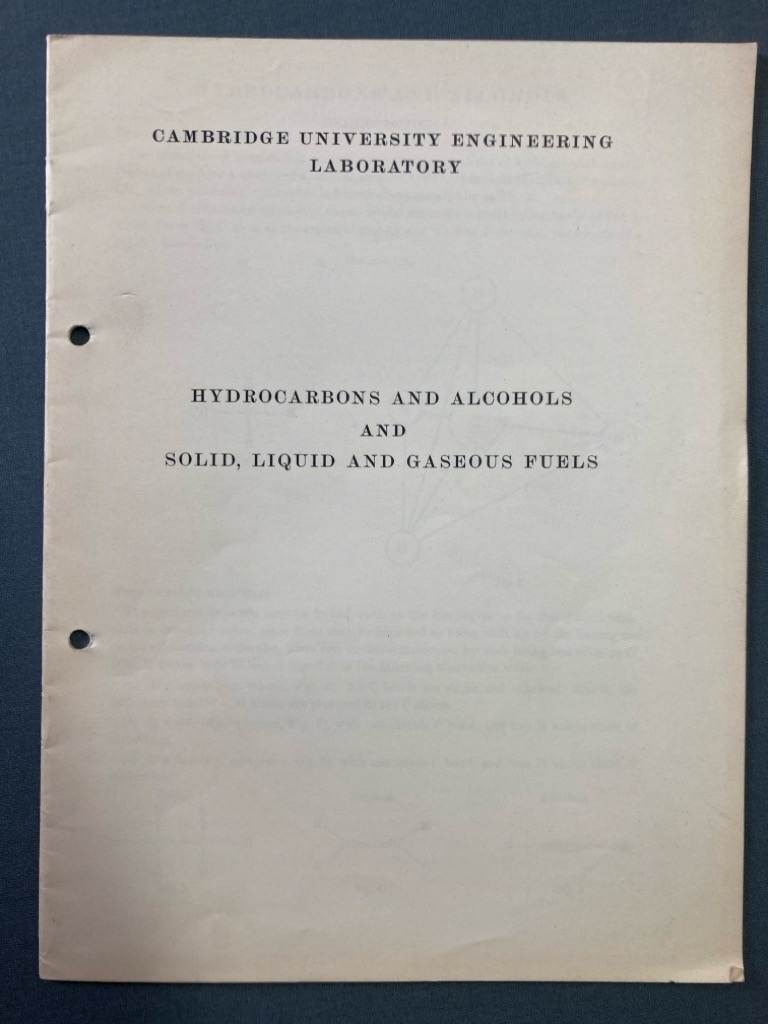 CAMBRIDGE UNIVERSITY ENGINEERING
LABORATORY
HYDROCARBONS AND ALCOHOLS
AND
SOLID, LIQUID AND GASEOUS FUELS